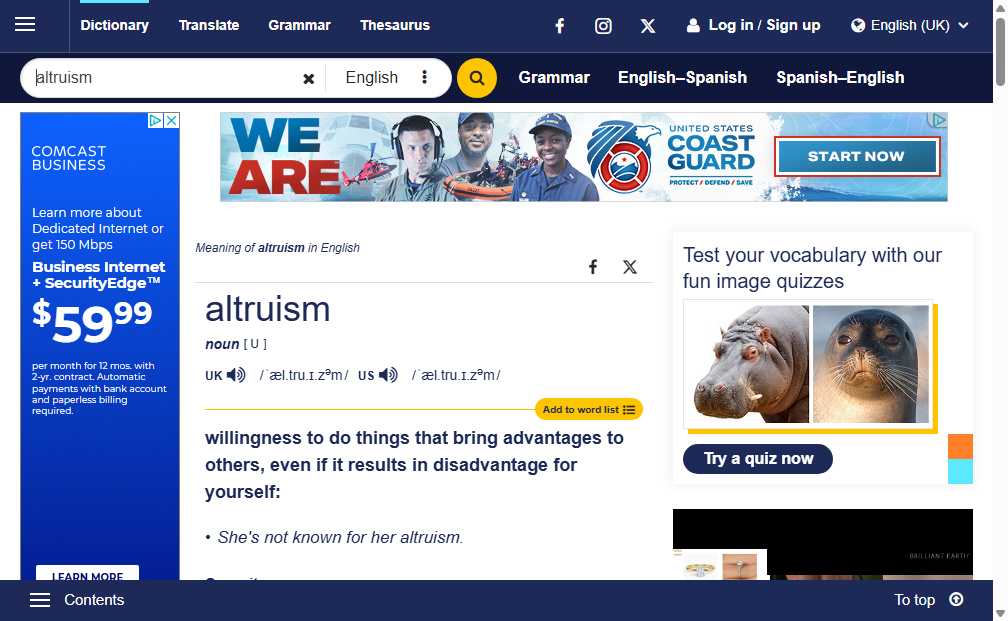 Dictionary Translate Grammar Thesaurus Log in / Sign up English (UK)
altruism English Grammar English–Spanish Spanish–English
COMCAST
BUSINESS
Learn more about
Dedicated Internet or
get 150 Mbps
Business Internet
+ SecurityEdge™
$59⁹⁹
per month for 12 mos. with
2-yr. contract. Automatic
payments with bank account
and paperless billing
required.
LEARN MORE
WE
ARE
UNITED STATES
COAST
GUARD
PROTECT / DEFEND / SAVE
START NOW
Meaning of altruism in English
altruism
noun [ U ]
UK /ˈæl.tru.ɪ.zᵊm/ US /ˈæl.tru.ɪ.zᵊm/
Add to word list
willingness to do things that bring advantages to
others, even if it results in disadvantage for
yourself:
• She's not known for her altruism.
Test your vocabulary with our
fun image quizzes
Try a quiz now
BRILLIANT EARTH
Contents To top